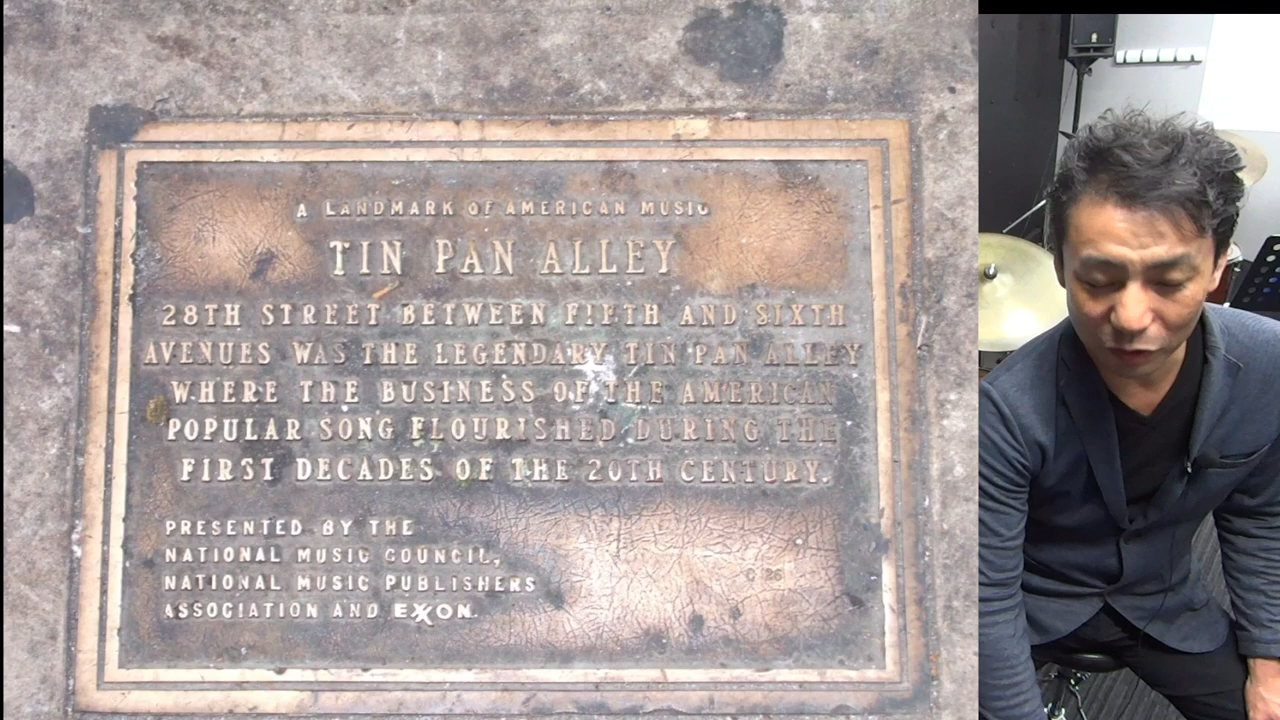 A LANDMARK OF AMERICAN MUSIC
TIN PAN ALLEY
28TH STREET BETWEEN FIFTH AND SIXTH
AVENUES WAS THE LEGENDARY TIN PAN ALLEY
WHERE THE BUSINESS OF THE AMERICAN
POPULAR SONG FLOURISHED DURING THE
FIRST DECADES OF THE 20TH CENTURY.
PRESENTED BY THE
NATIONAL MUSIC COUNCIL,
NATIONAL MUSIC PUBLISHERS
ASSOCIATION AND EXXON.